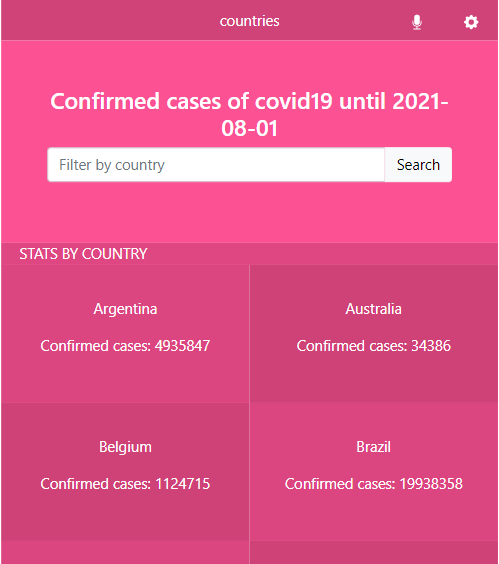 countries
Confirmed cases of covid19 until 2021-
08-01
Filter by country
Search
STATS BY COUNTRY
Argentina
Confirmed cases: 4935847
Australia
Confirmed cases: 34386
Belgium
Confirmed cases: 1124715
Brazil
Confirmed cases: 19938358